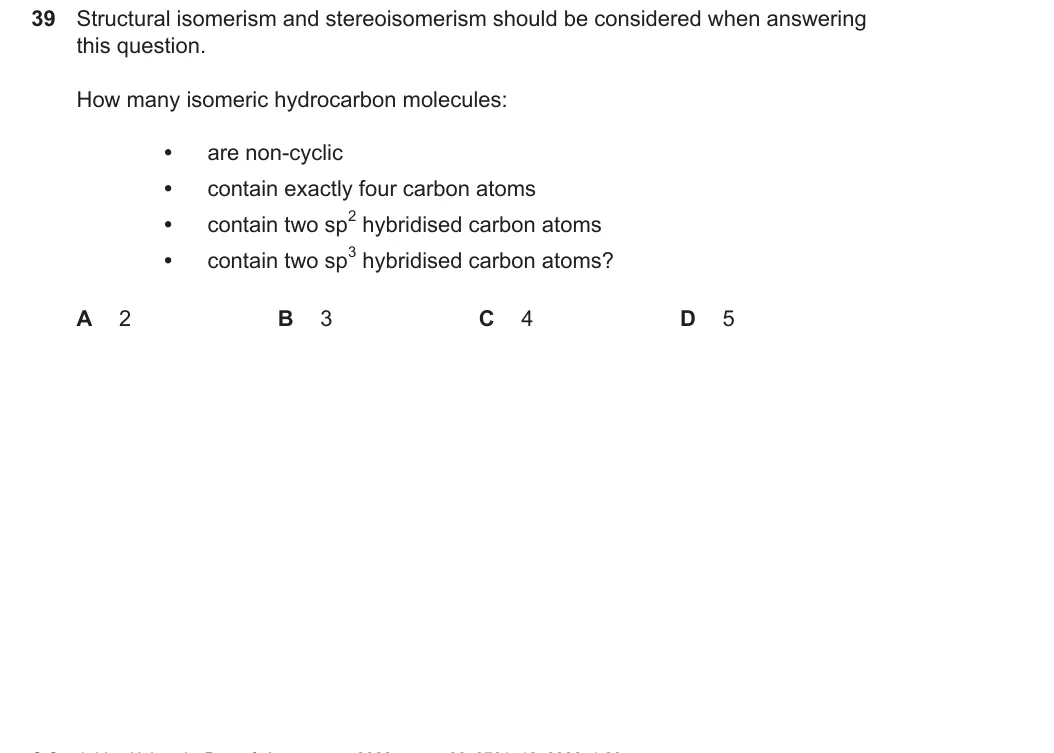 39 Structural isomerism and stereoisomerism should be considered when answering
this question.
How many isomeric hydrocarbon molecules:
• are non-cyclic
• contain exactly four carbon atoms
• contain two sp² hybridised carbon atoms
• contain two sp³ hybridised carbon atoms?
A 2 B 3 C 4 D 5